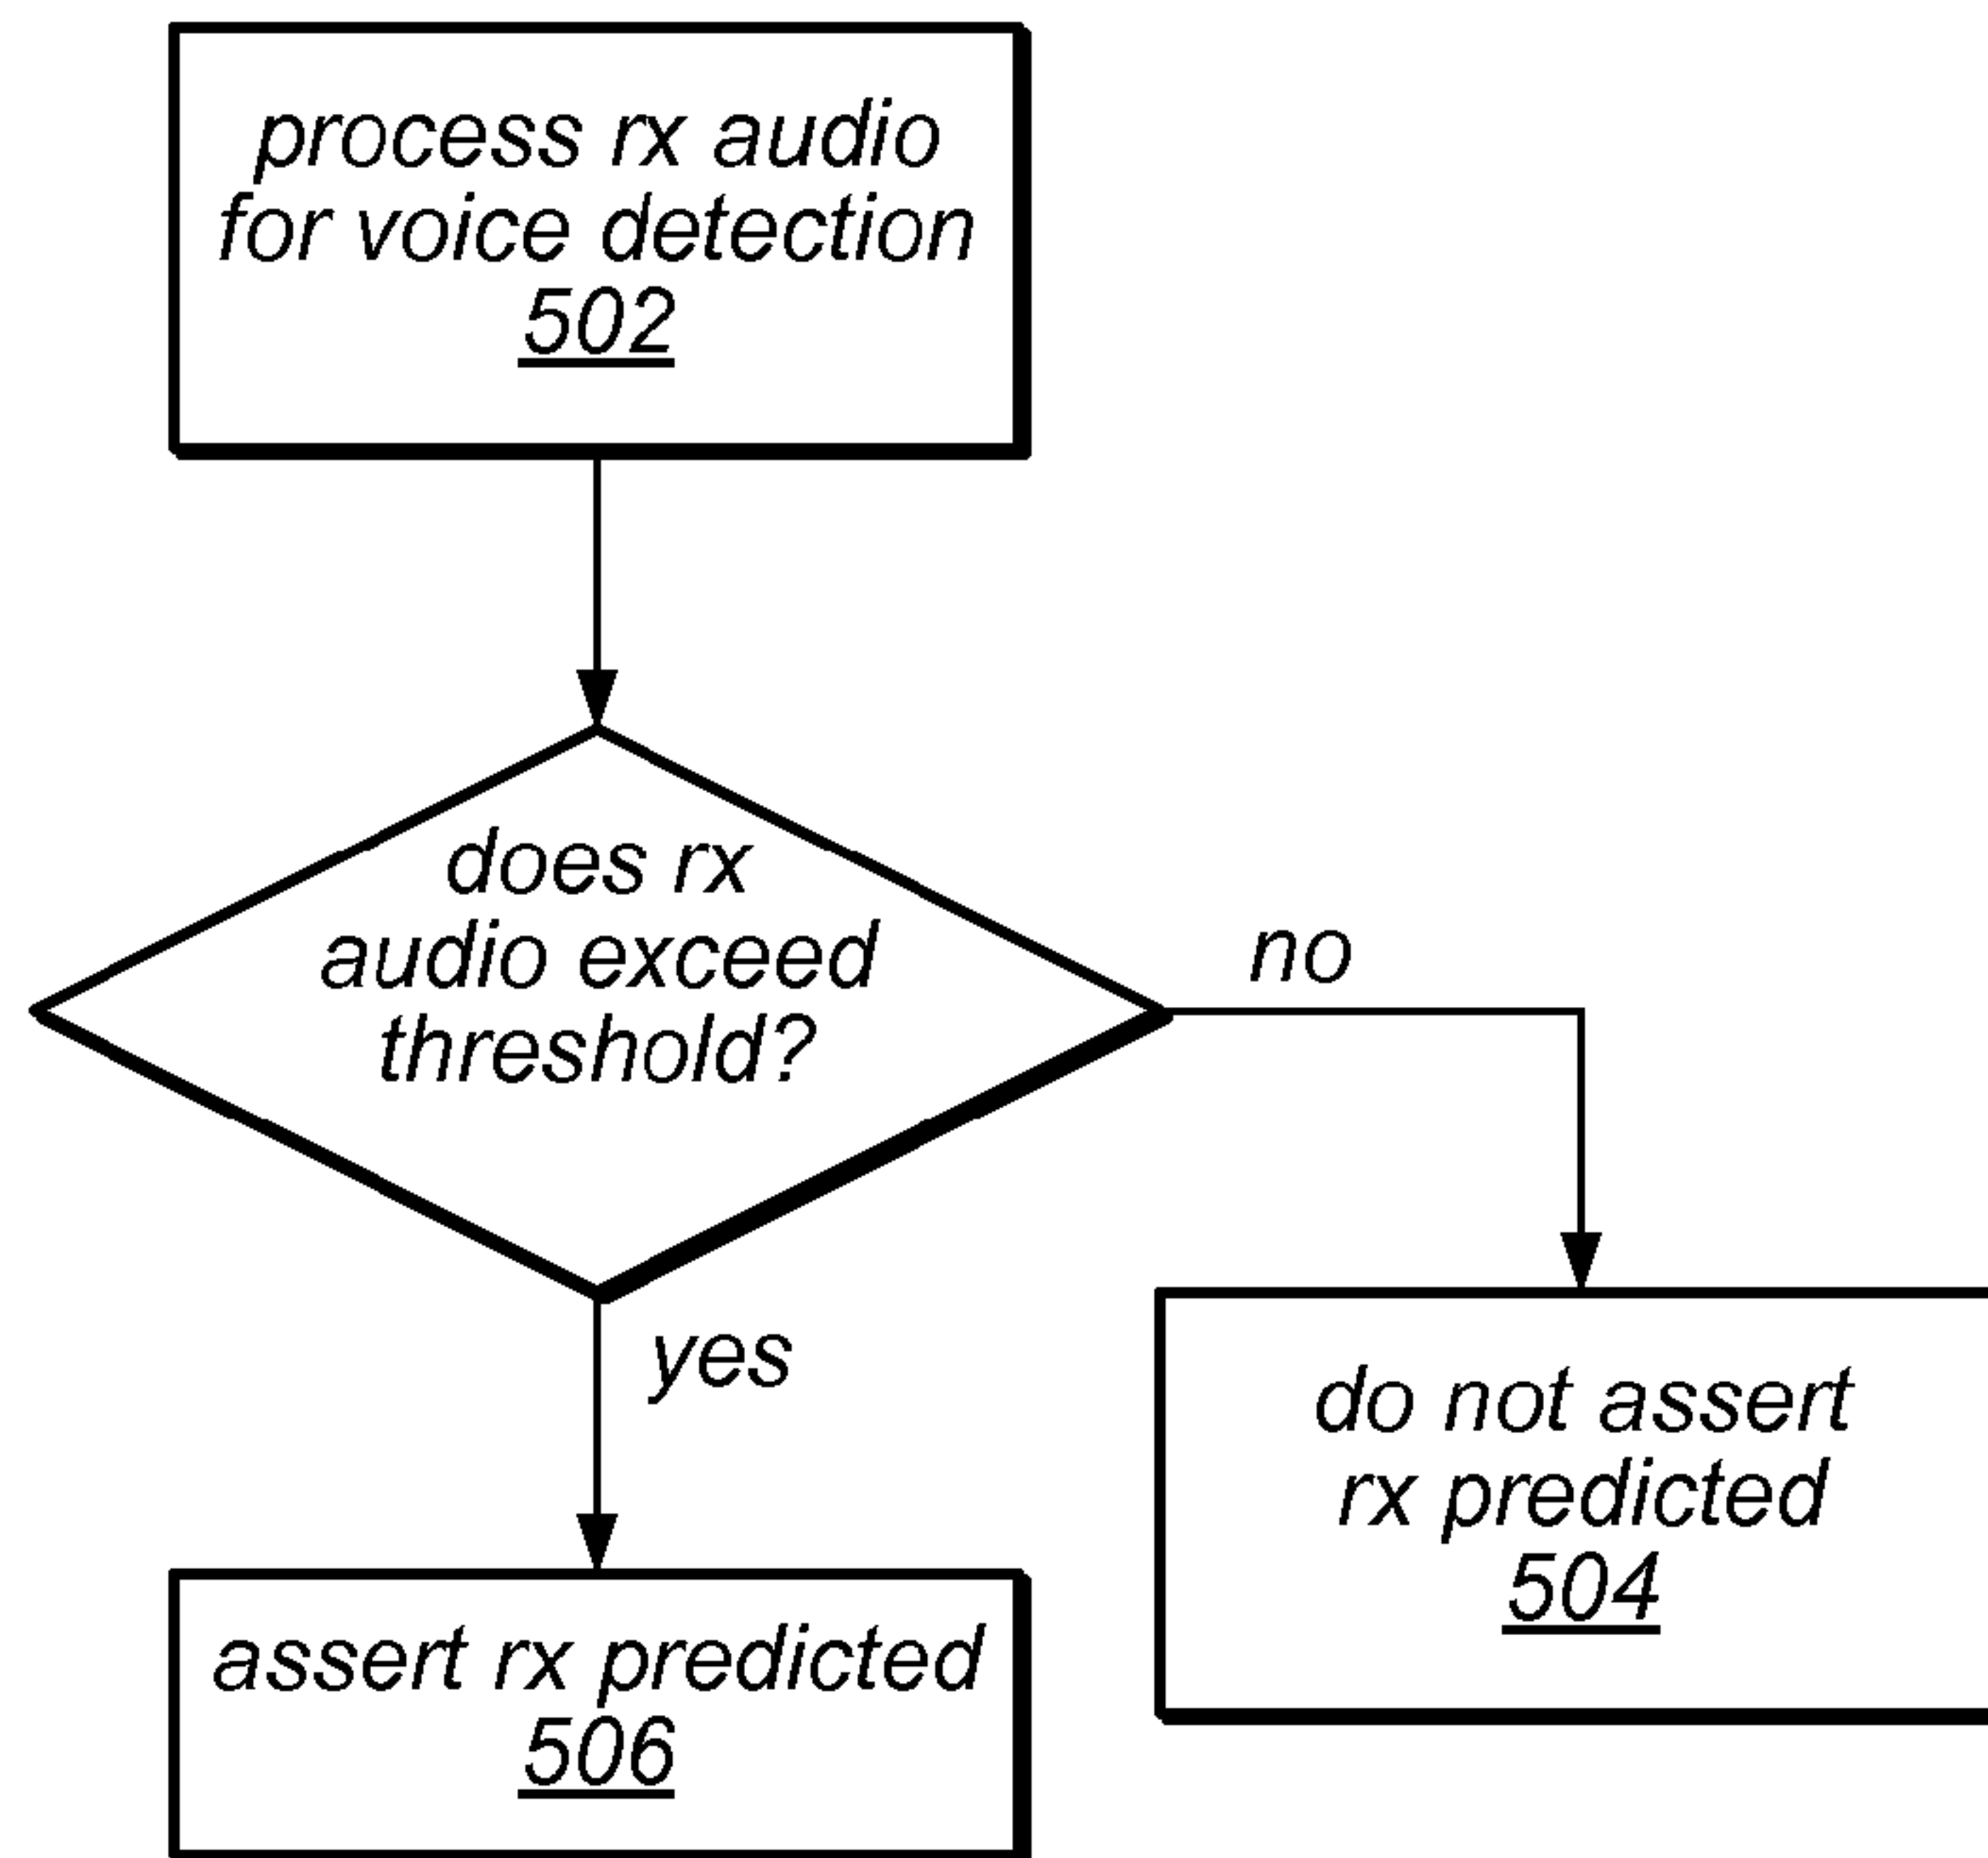 process rx audio
for voice detection
502
does rx
audio exceed
threshold?
no
yes
do not assert
rx predicted
504
assert rx predicted
506